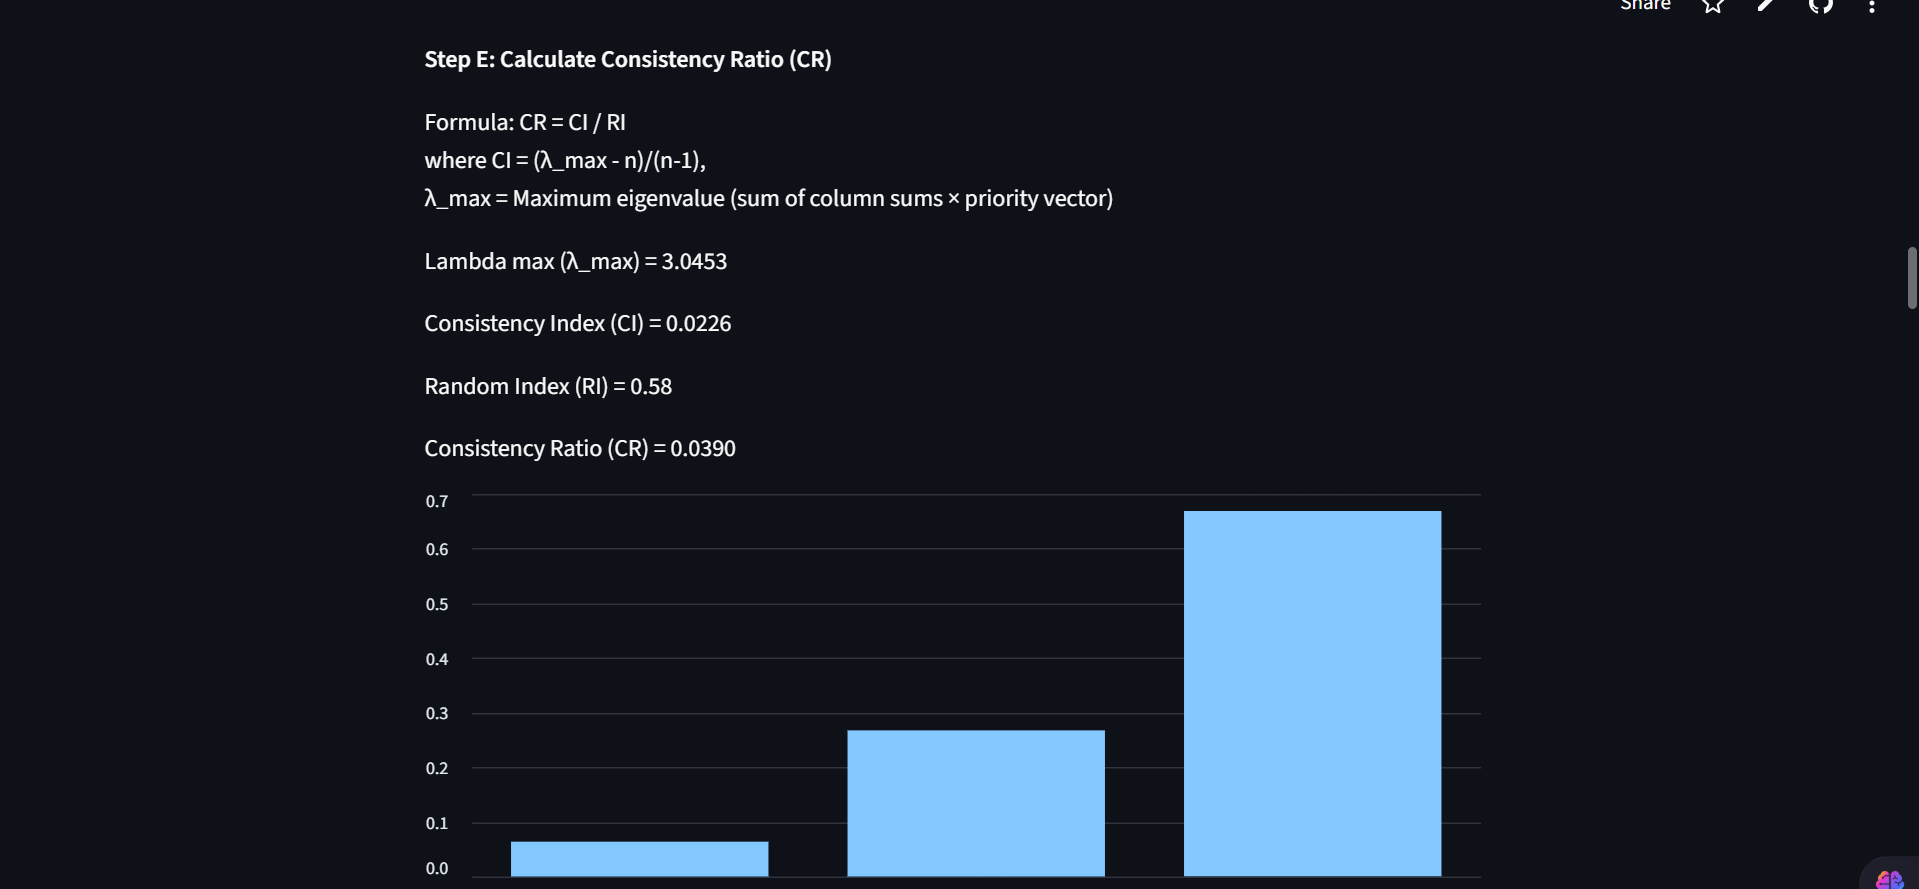 Share
Step E: Calculate Consistency Ratio (CR)
Formula: CR = CI / RI
where CI = (λ_max - n)/(n-1),
λ_max = Maximum eigenvalue (sum of column sums × priority vector)
Lambda max (λ_max) = 3.0453
Consistency Index (CI) = 0.0226
Random Index (RI) = 0.58
Consistency Ratio (CR) = 0.0390
0.7
0.6
0.5
0.4
0.3
0.2
0.1
0.0